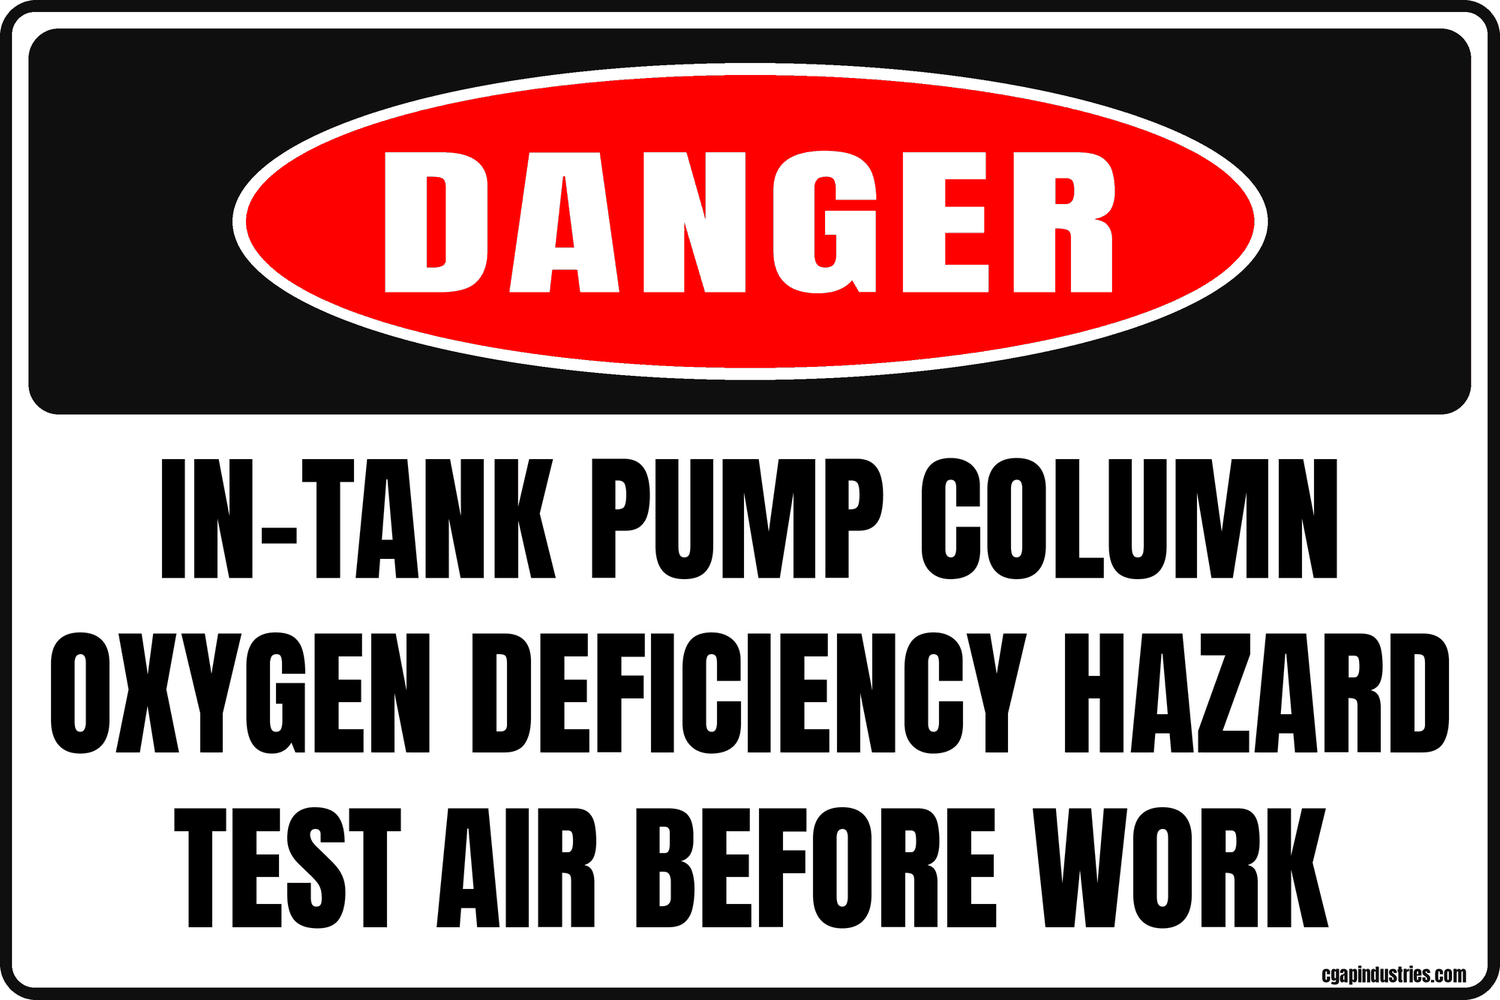 DANGER
IN-TANK PUMP COLUMN
OXYGEN DEFICIENCY HAZARD
TEST AIR BEFORE WORK
cgapindustries.com